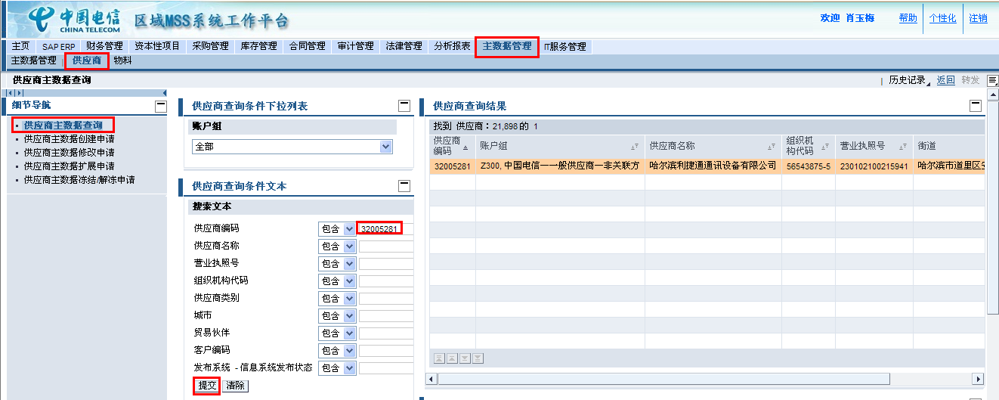 中国电信
CHINA TELECOM
区域MSS系统工作平台
欢迎 肖玉梅 帮助 个性化 注销
主页 SAP ERP 财务管理 资本性项目 采购管理 库存管理 合同管理 审计管理 法律管理 分析报表 主数据管理 IT服务管理
主数据管理 供应商 物料
供应商主数据查询
历史记录 返回 转发
细节导航
供应商主数据查询
供应商主数据创建申请
供应商主数据修改申请
供应商主数据扩展申请
供应商主数据冻结/解冻申请
供应商查询条件下拉列表
账户组
全部
供应商查询条件文本
搜索文本
供应商编码 包含 32005281
供应商名称 包含
营业执照号 包含
组织机构代码 包含
供应商类别 包含
城市 包含
贸易伙伴 包含
客户编码 包含
发布系统 - 信息系统发布状态 包含
提交 清除
供应商查询结果
找到 供应商：21,898的 1
供应商编码 账户组 供应商名称 组织机构代码 营业执照号 街道
32005281 Z300, 中国电信一一般供应商一非关联方 哈尔滨利捷通通讯设备有限公司 56543875-5 230102100215941 哈尔滨市道里区